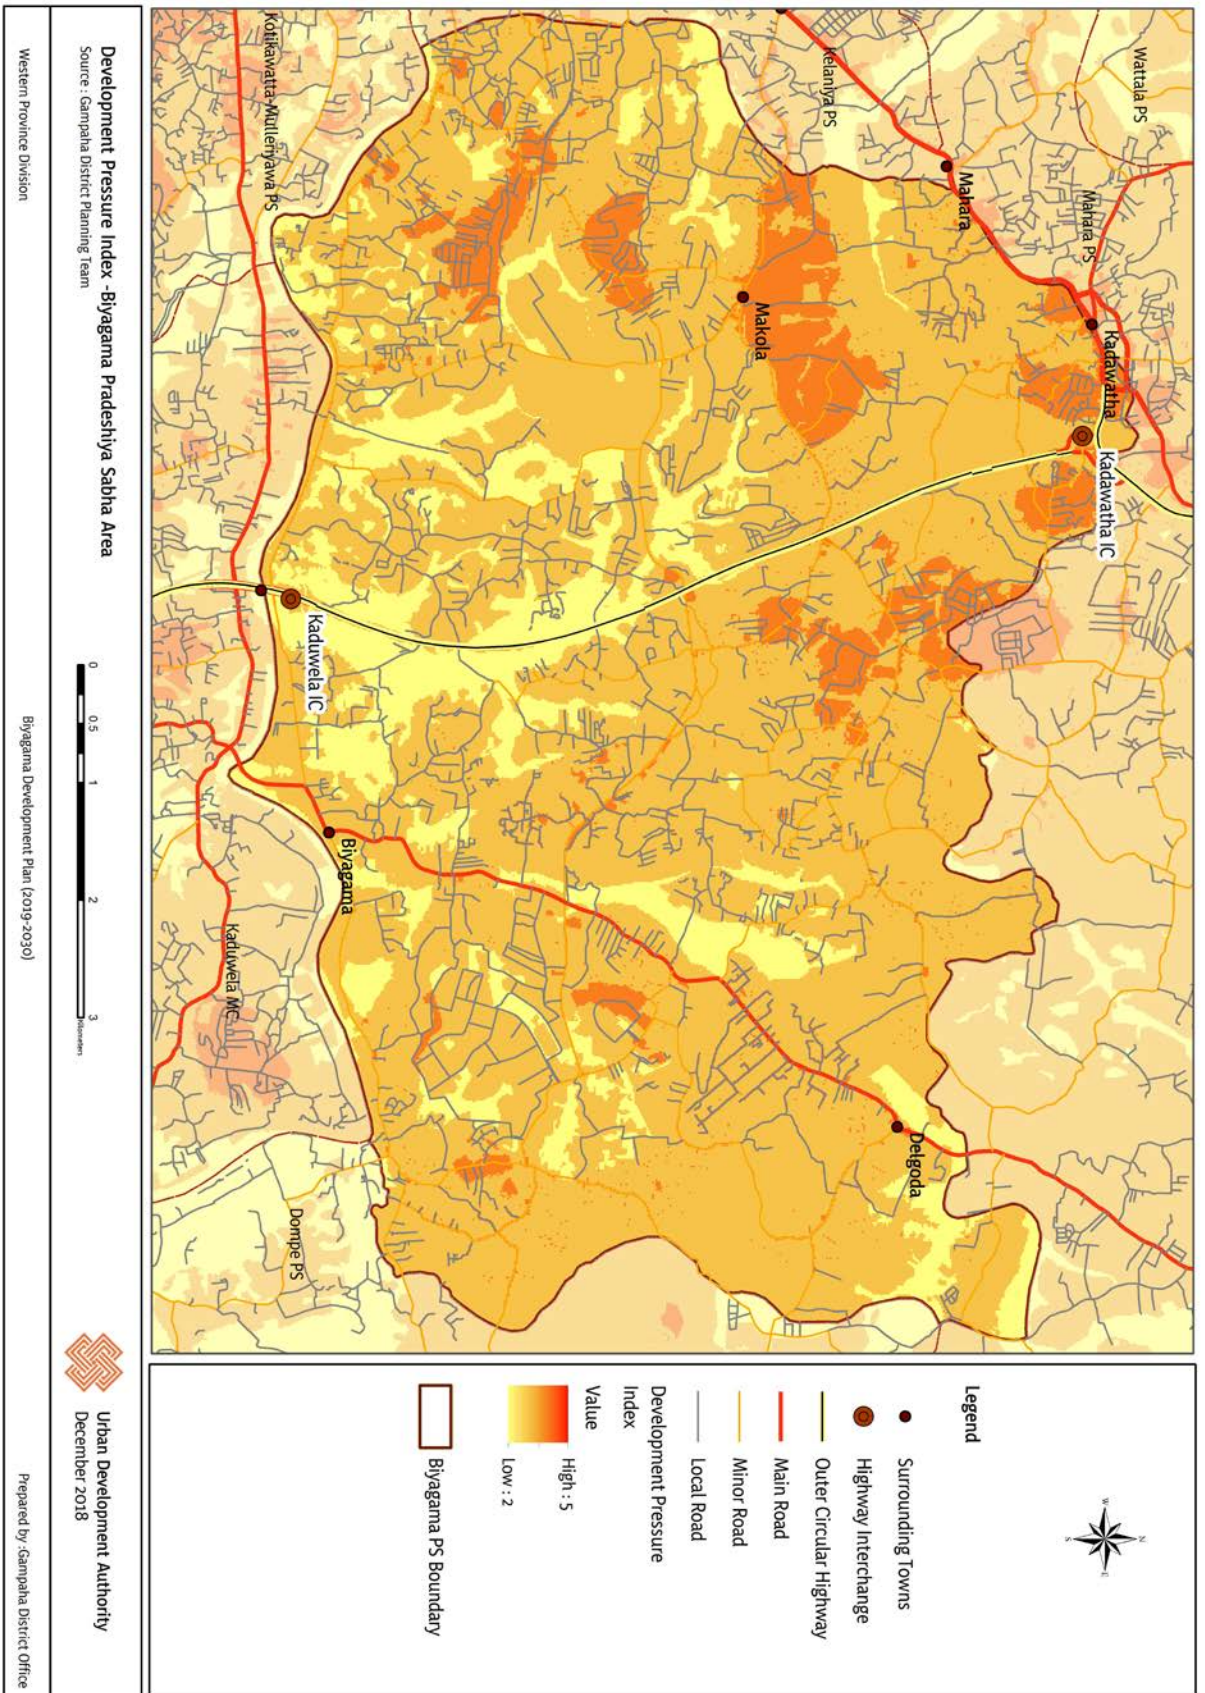 Wattala PS
Kelaniya PS
Mahara PS
Mahara
Kadawatha
Kadawatha IC
Makola
Kotikawatta-Mulleriyawa PS
Kaduwela IC
Biyagama
Delgoda
Kaduwela MC
Dompe PS
N
W
E
S
Legend
Surrounding Towns
Highway Interchange
Outer Circular Highway
Main Road
Minor Road
Local Road
Development Pressure
Index
Value
High : 5
Low : 2
Biyagama PS Boundary
Development Pressure Index -Biyagama Pradeshiya Sabha Area
Source : Gampaha District Planning Team
0 0.5 1 2 3
Kilometers
Urban Development Authority
December 2018
Western Province Division
Biyagama Development Plan (2019-2030)
Prepared by :Gampaha District Office